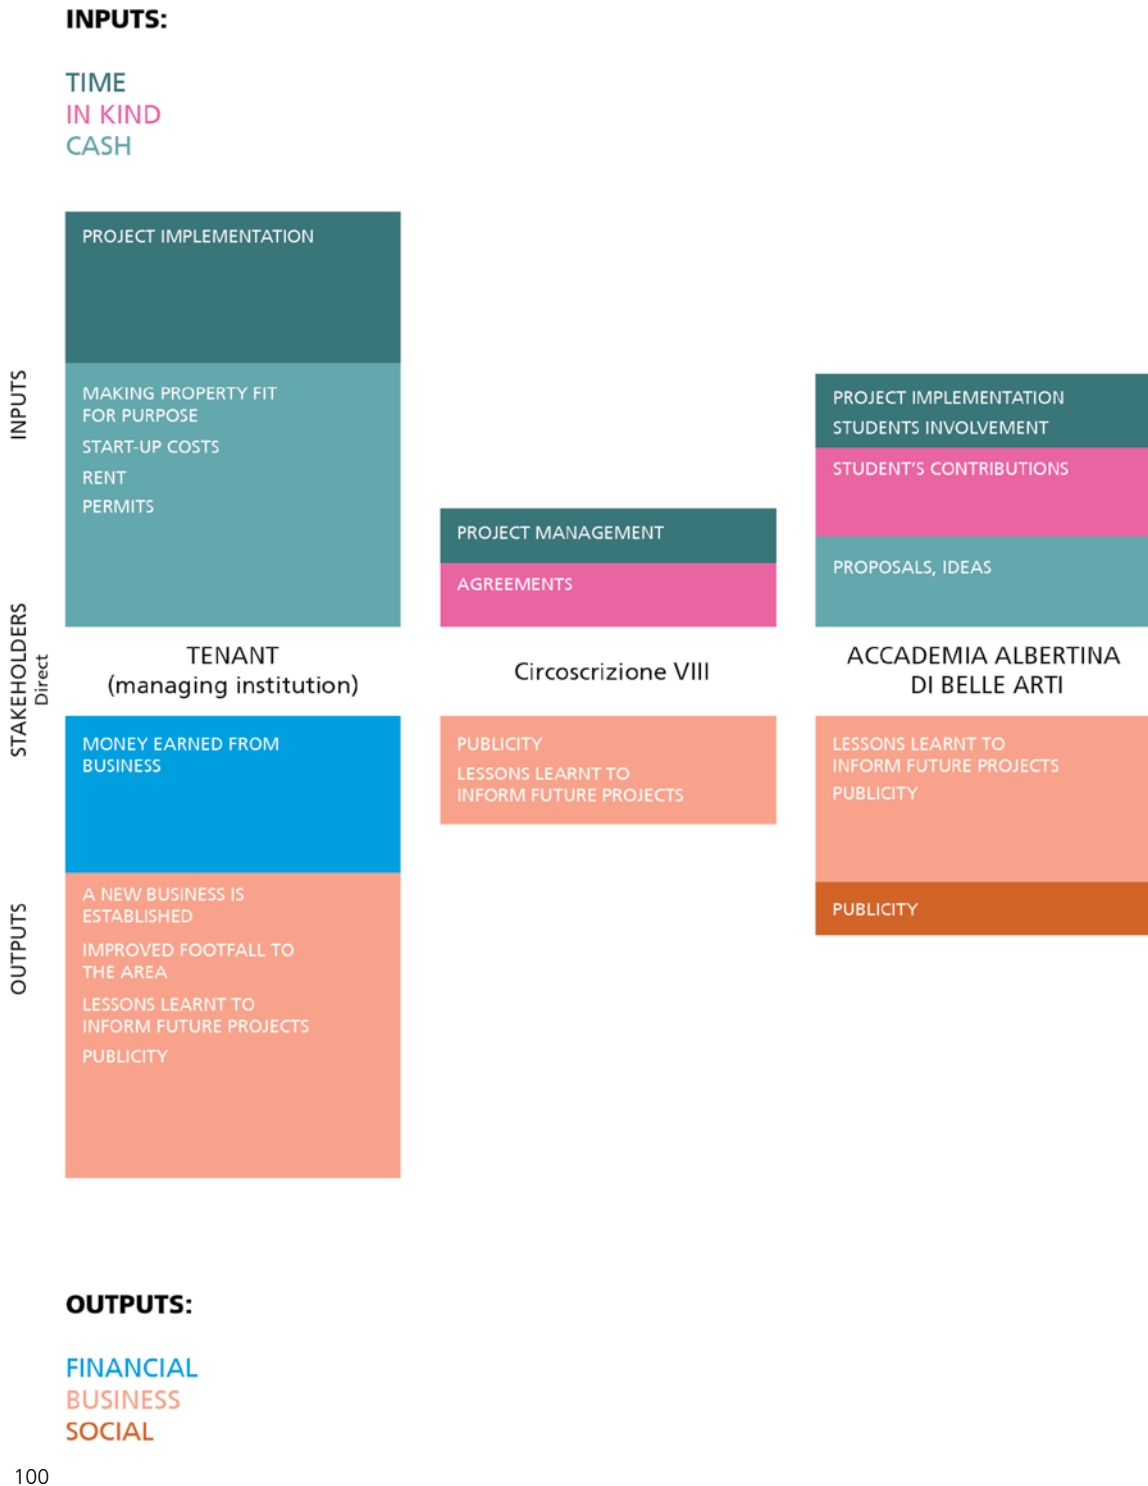 INPUTS:
TIME
IN KIND
CASH
INPUTS
PROJECT IMPLEMENTATION
MAKING PROPERTY FIT
FOR PURPOSE
START-UP COSTS
RENT
PERMITS
PROJECT MANAGEMENT
AGREEMENTS
PROJECT IMPLEMENTATION
STUDENTS INVOLVEMENT
STUDENT'S CONTRIBUTIONS
PROPOSALS, IDEAS
STAKEHOLDERS
Direct
TENANT
(managing institution)
Circoscrizione VIII
ACCADEMIA ALBERTINA
DI BELLE ARTI
OUTPUTS
MONEY EARNED FROM
BUSINESS
A NEW BUSINESS IS
ESTABLISHED
IMPROVED FOOTFALL TO
THE AREA
LESSONS LEARNT TO
INFORM FUTURE PROJECTS
PUBLICITY
PUBLICITY
LESSONS LEARNT TO
INFORM FUTURE PROJECTS
LESSONS LEARNT TO
INFORM FUTURE PROJECTS
PUBLICITY
PUBLICITY
OUTPUTS:
FINANCIAL
BUSINESS
SOCIAL
100